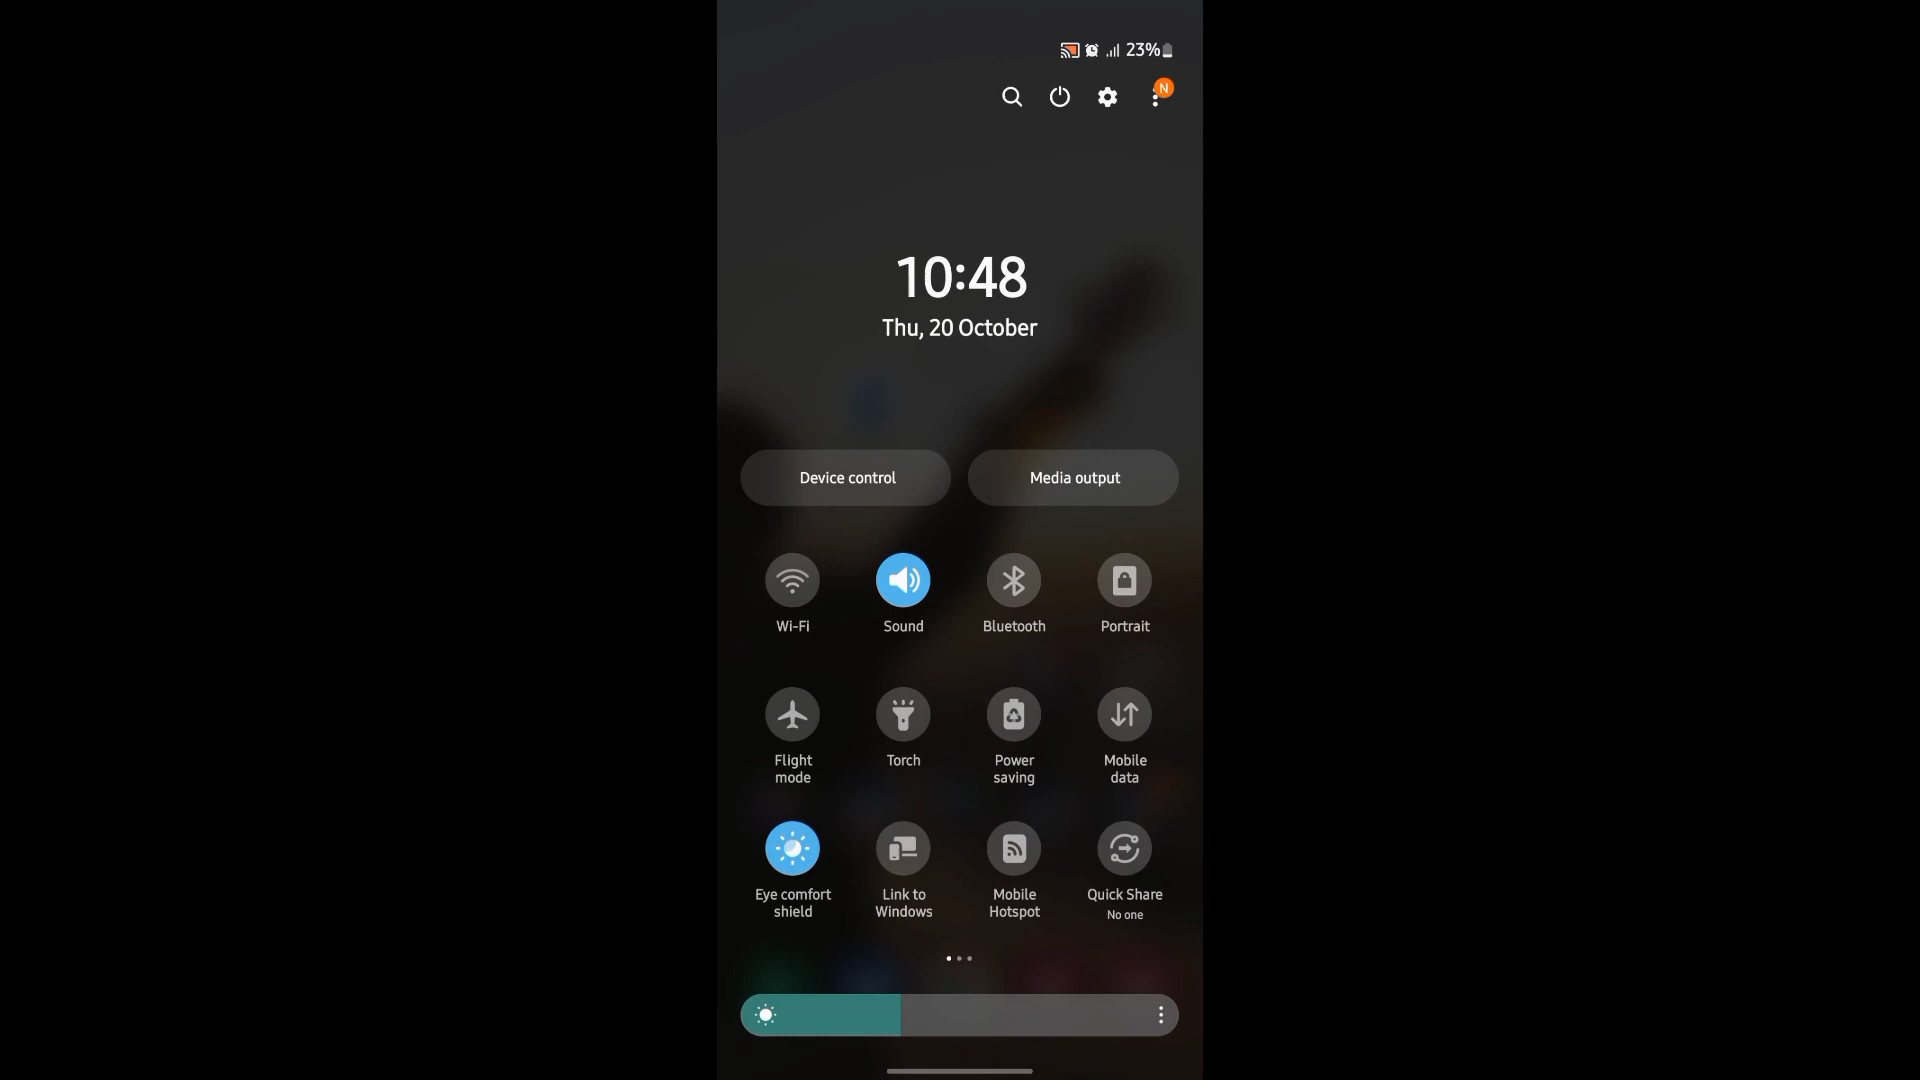 23%
N
10:48
Thu, 20 October
Device control Media output
Wi-Fi Sound Bluetooth Portrait
Flight mode Torch Power saving Mobile data
Eye comfort shield Link to Windows Mobile Hotspot Quick Share
No one